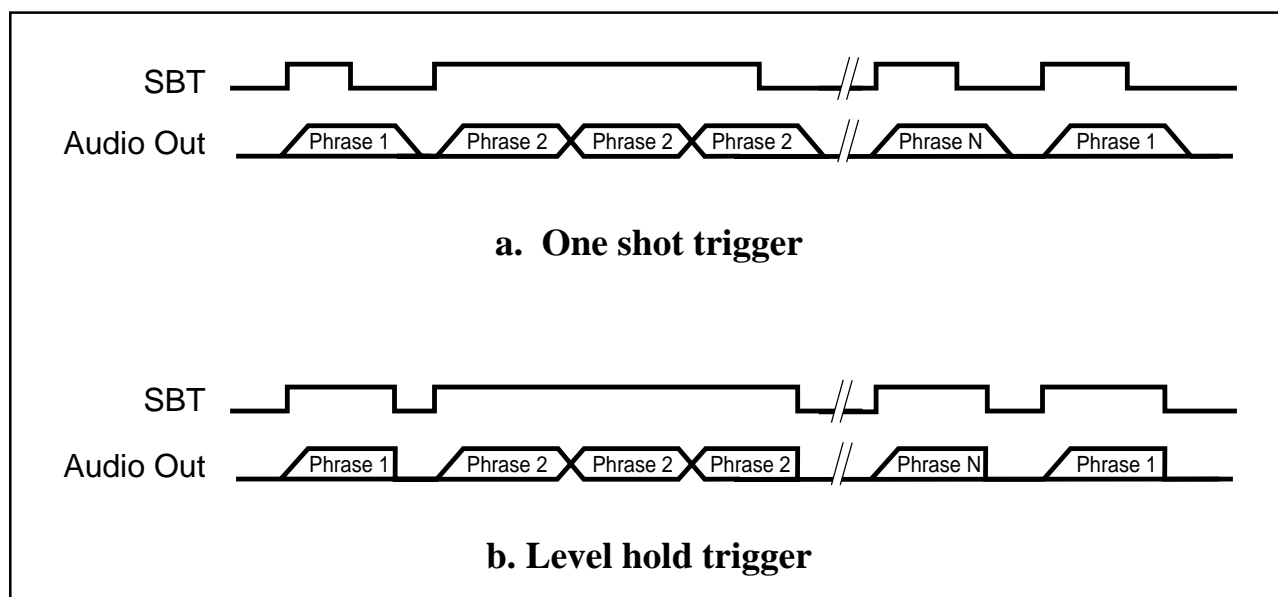 SBT
Audio Out
Phrase 1 Phrase 2 Phrase 2 Phrase 2 Phrase N Phrase 1
a. One shot trigger
SBT
Audio Out
Phrase 1 Phrase 2 Phrase 2 Phrase 2 Phrase N Phrase 1
b. Level hold trigger